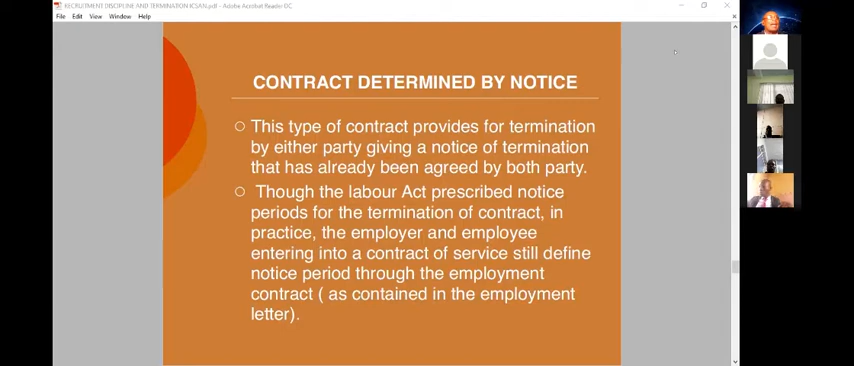 RECRUITMENT DISCIPLINE AND TERMINATION ICSAN.pdf - Adobe Acrobat Reader DC
File Edit View Window Help
CONTRACT DETERMINED BY NOTICE
This type of contract provides for termination
by either party giving a notice of termination
that has already been agreed by both party.
Though the labour Act prescribed notice
periods for the termination of contract, in
practice, the employer and employee
entering into a contract of service still define
notice period through the employment
contract ( as contained in the employment
letter).